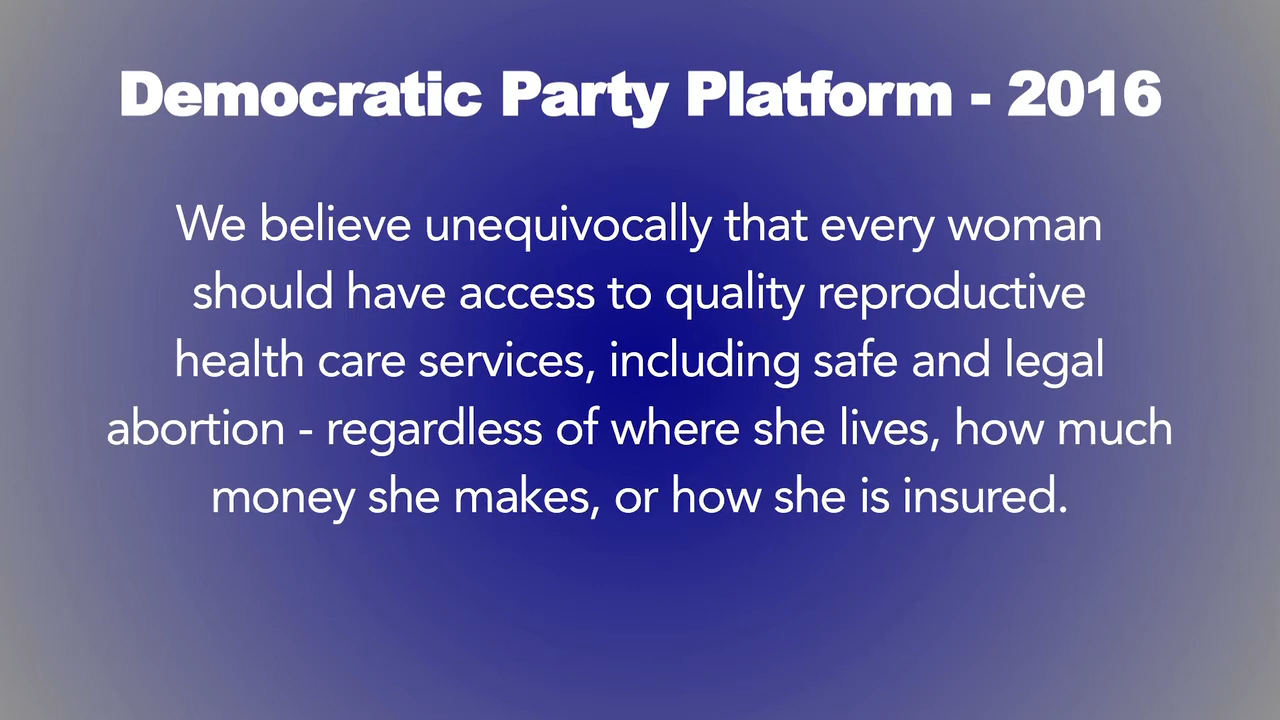 Democratic Party Platform - 2016
We believe unequivocally that every woman
should have access to quality reproductive
health care services, including safe and legal
abortion - regardless of where she lives, how much
money she makes, or how she is insured.